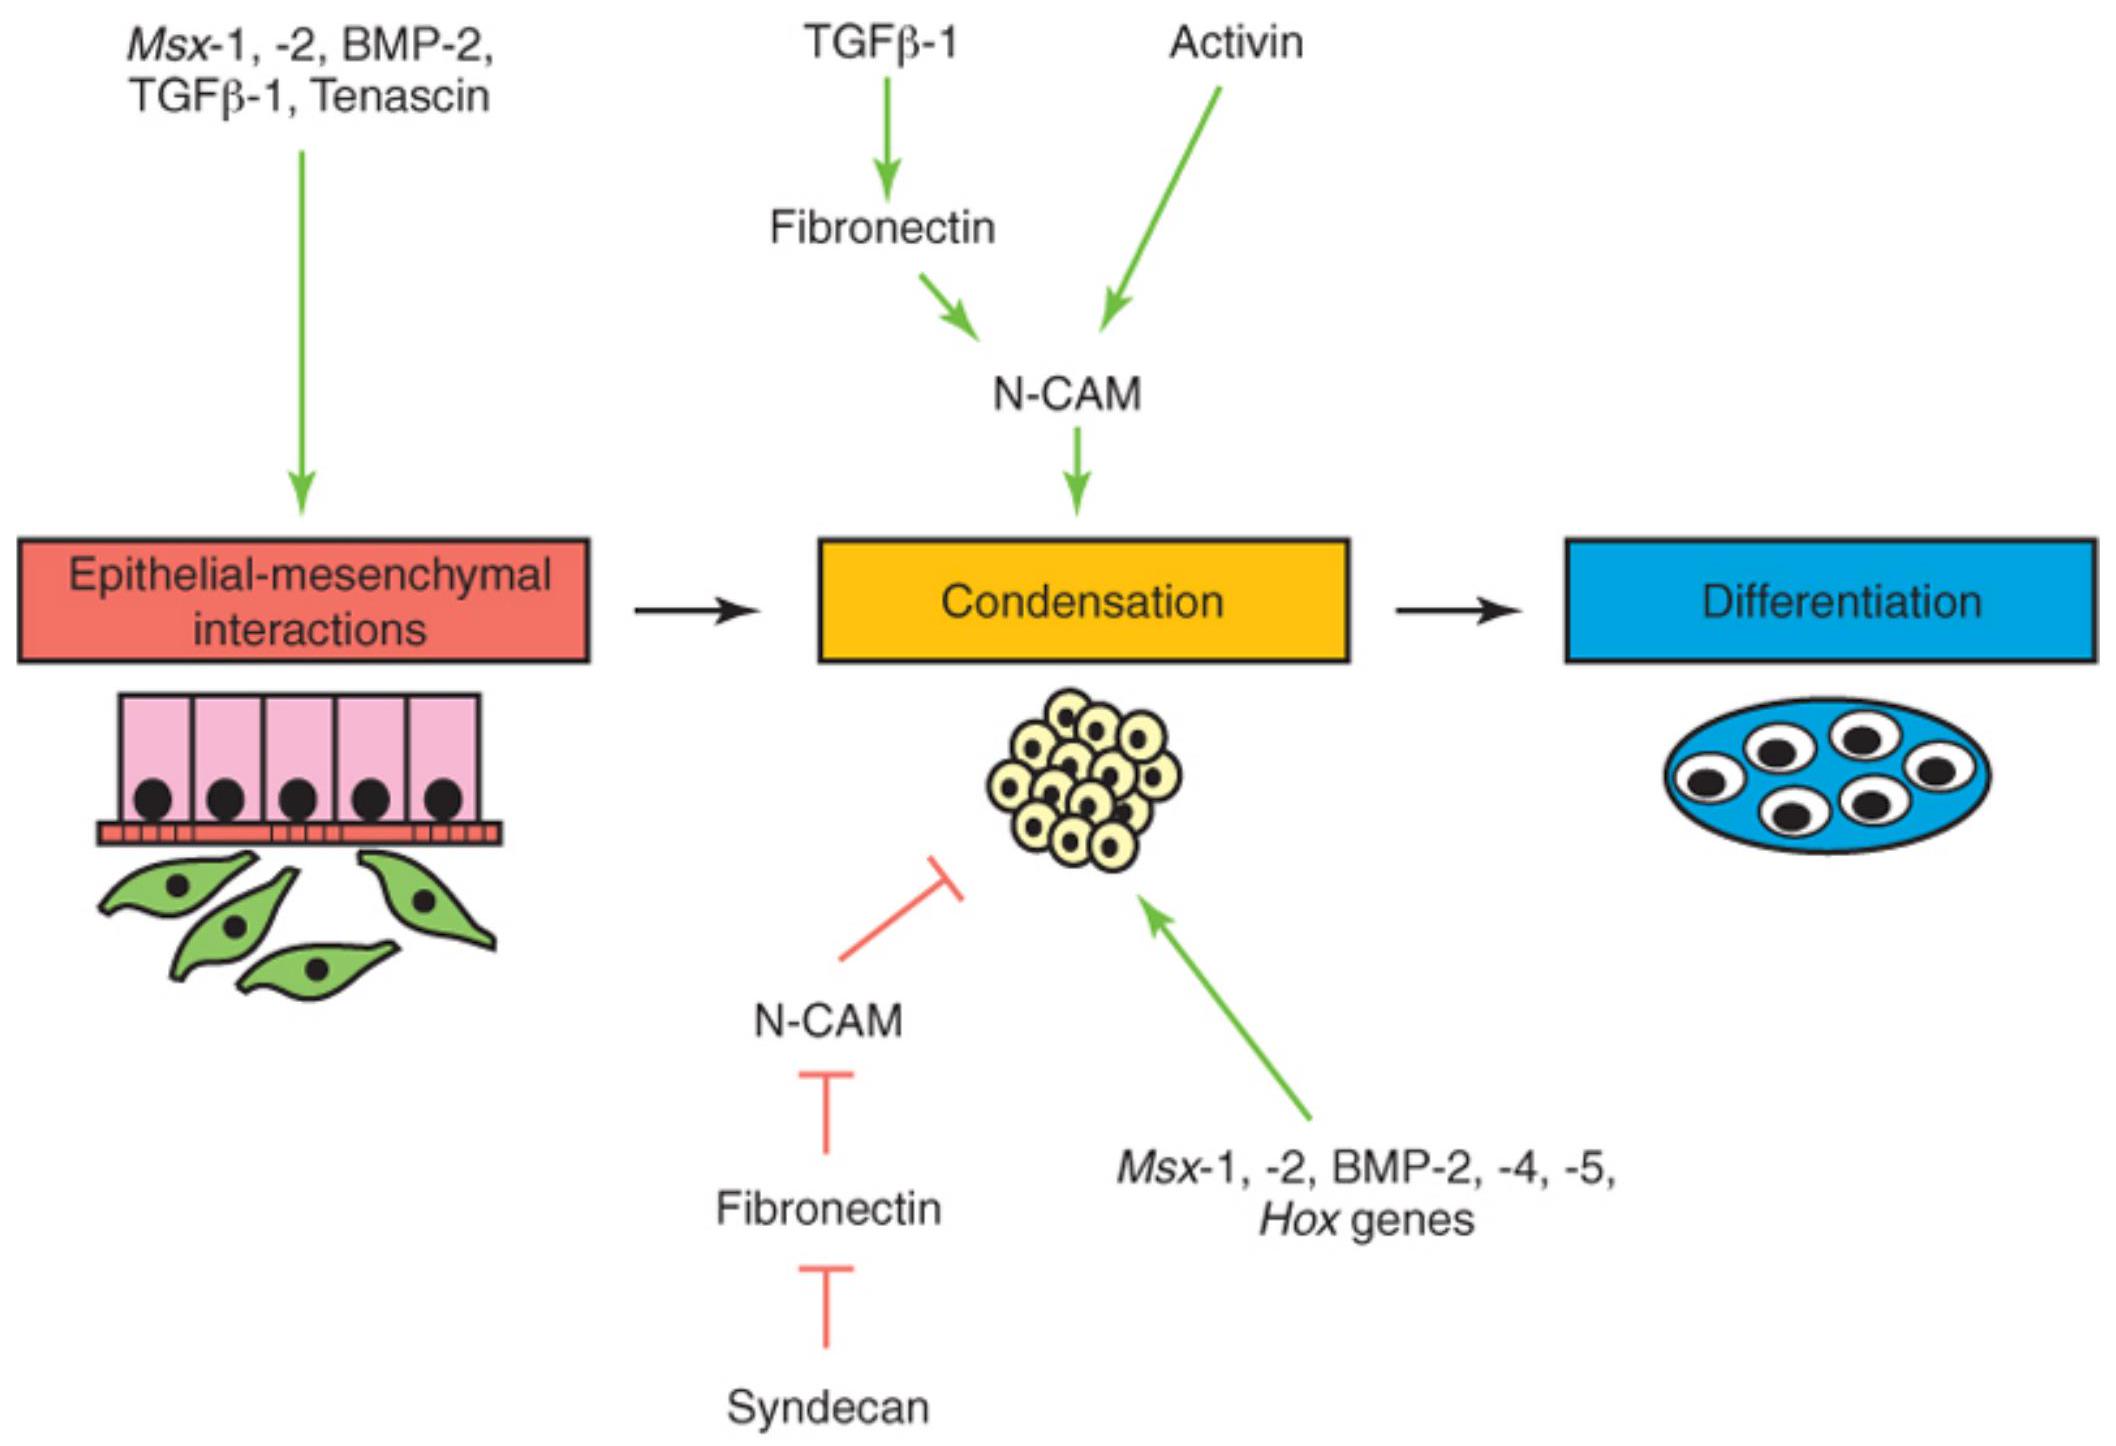 Msx-1, -2, BMP-2,
TGFβ-1, Tenascin
TGFβ-1
Activin
Fibronectin
N-CAM
Epithelial-mesenchymal
interactions
Condensation
Differentiation
N-CAM
Fibronectin
Syndecan
Msx-1, -2, BMP-2, -4, -5,
Hox genes